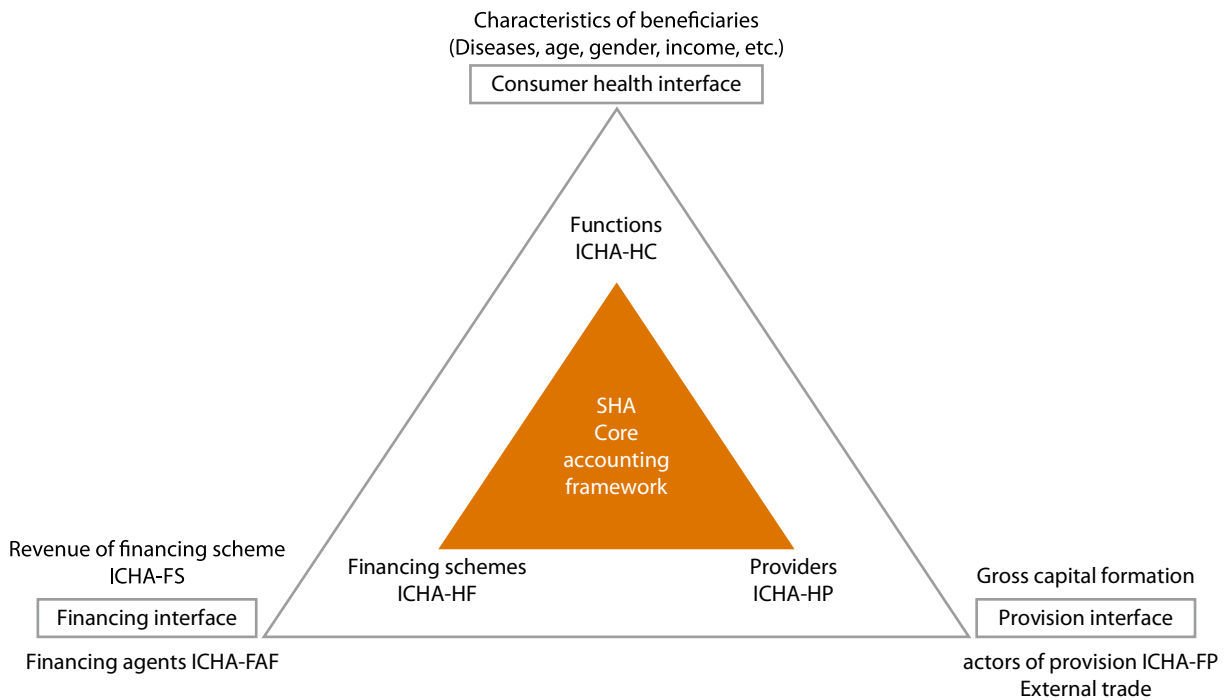 Characteristics of beneficiaries
(Diseases, age, gender, income, etc.)
Consumer health interface
Functions
ICHA-HC
SHA
Core
accounting
framework
Revenue of financing scheme
ICHA-FS
Financing interface
Financing agents ICHA-FAF
Financing schemes
ICHA-HF
Providers
ICHA-HP
Gross capital formation
Provision interface
actors of provision ICHA-FP
External trade